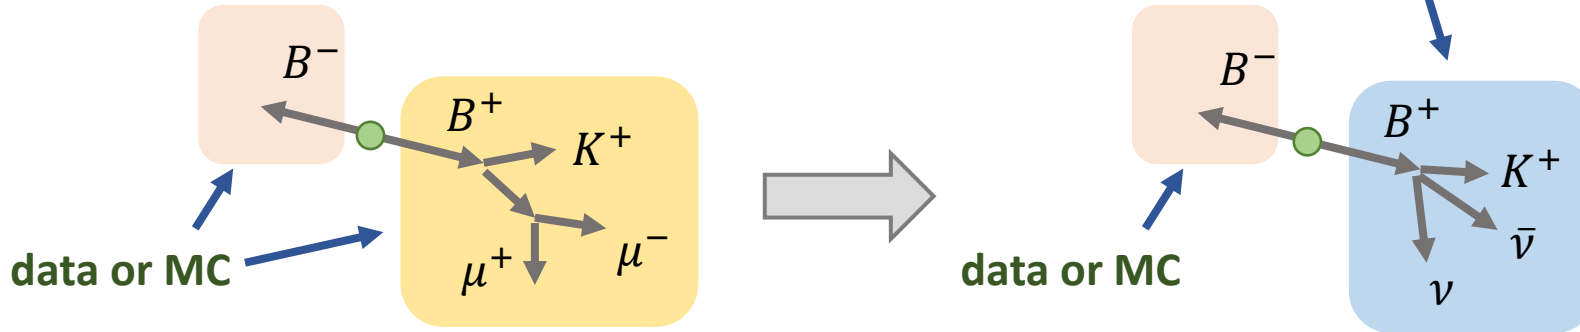 B⁻
B⁺
K⁺
μ⁺
μ⁻
data or MC
B⁻
B⁺
K⁺
ν̄
ν
data or MC